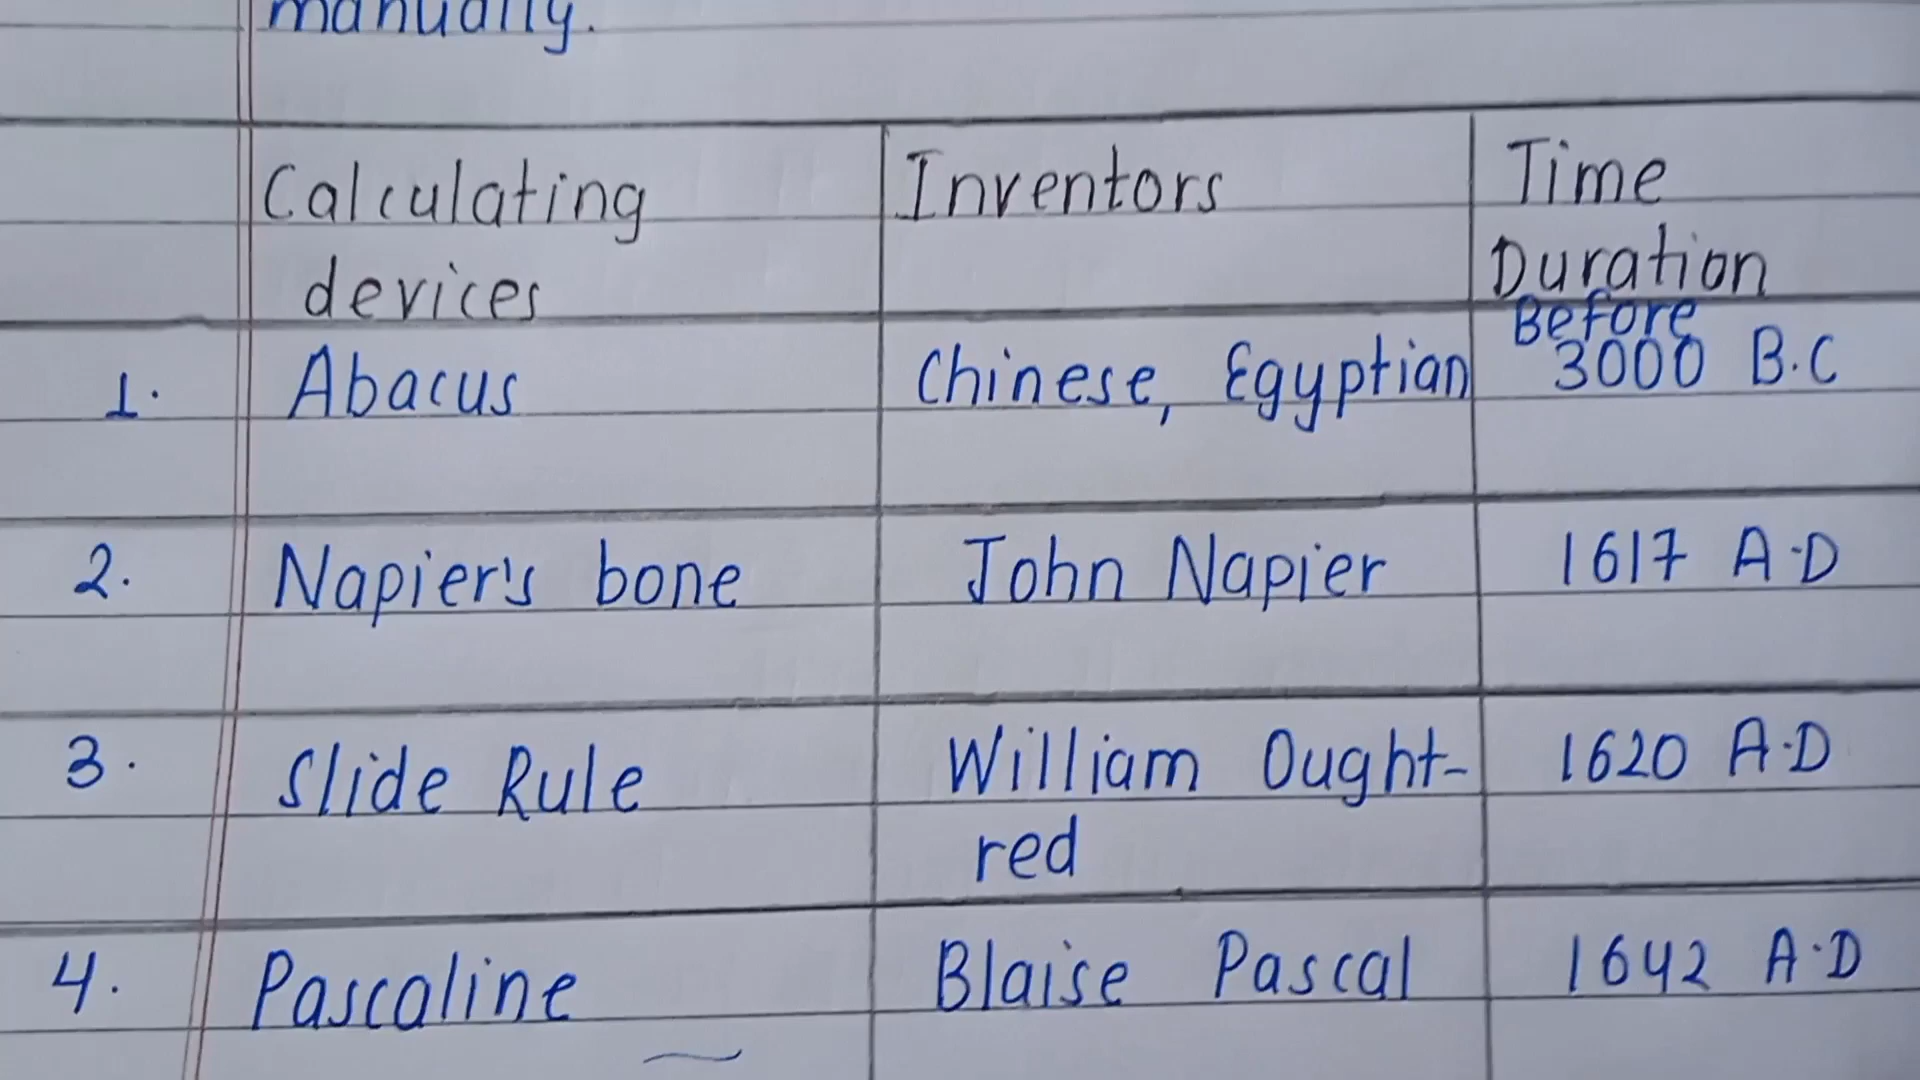 manually.
Calculating devices Inventors Time Duration
1. Abacus Chinese, Egyptian Before 3000 B.C
2. Napier's bone John Napier 1617 A.D
3. Slide Rule William Ought-red 1620 A.D
4. Pascaline Blaise Pascal 1642 A.D